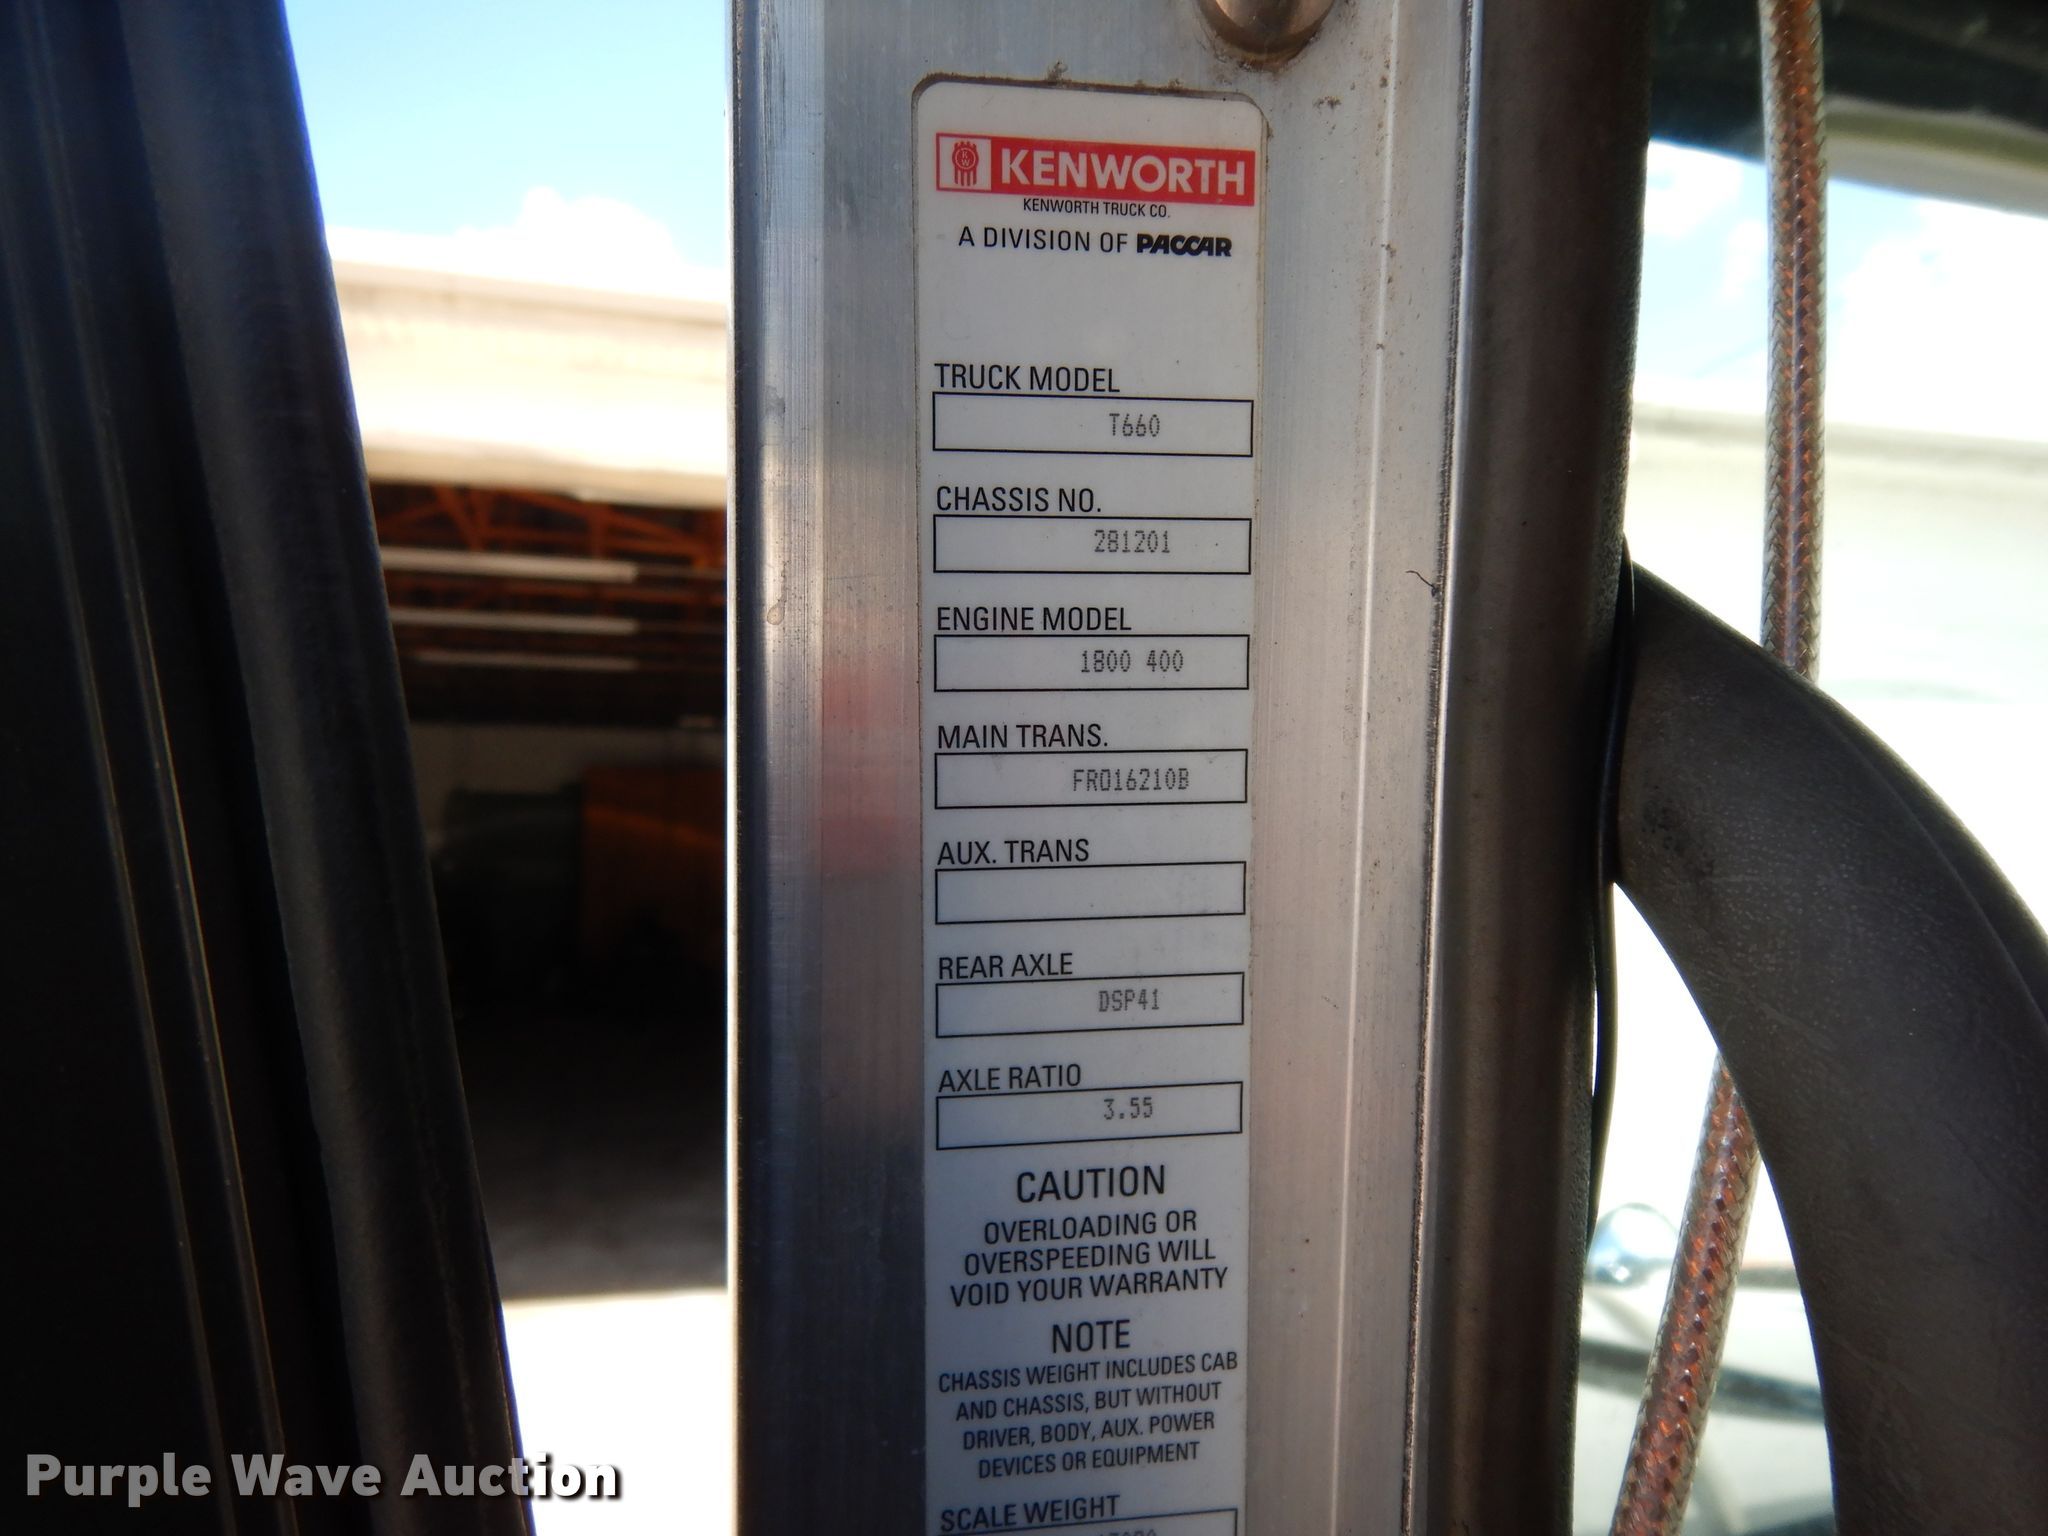 KW KENWORTH
KENWORTH TRUCK CO.
A DIVISION OF PACCAR
TRUCK MODEL
T660
CHASSIS NO.
281201
ENGINE MODEL
1800 400
MAIN TRANS.
FRO16210B
AUX. TRANS
REAR AXLE
DSP41
AXLE RATIO
3.55
CAUTION
OVERLOADING OR
OVERSPEEDING WILL
VOID YOUR WARRANTY
NOTE
CHASSIS WEIGHT INCLUDES CAB
AND CHASSIS, BUT WITHOUT
DRIVER, BODY, AUX. POWER
DEVICES OR EQUIPMENT
SCALE WEIGHT
Purple Wave Auction